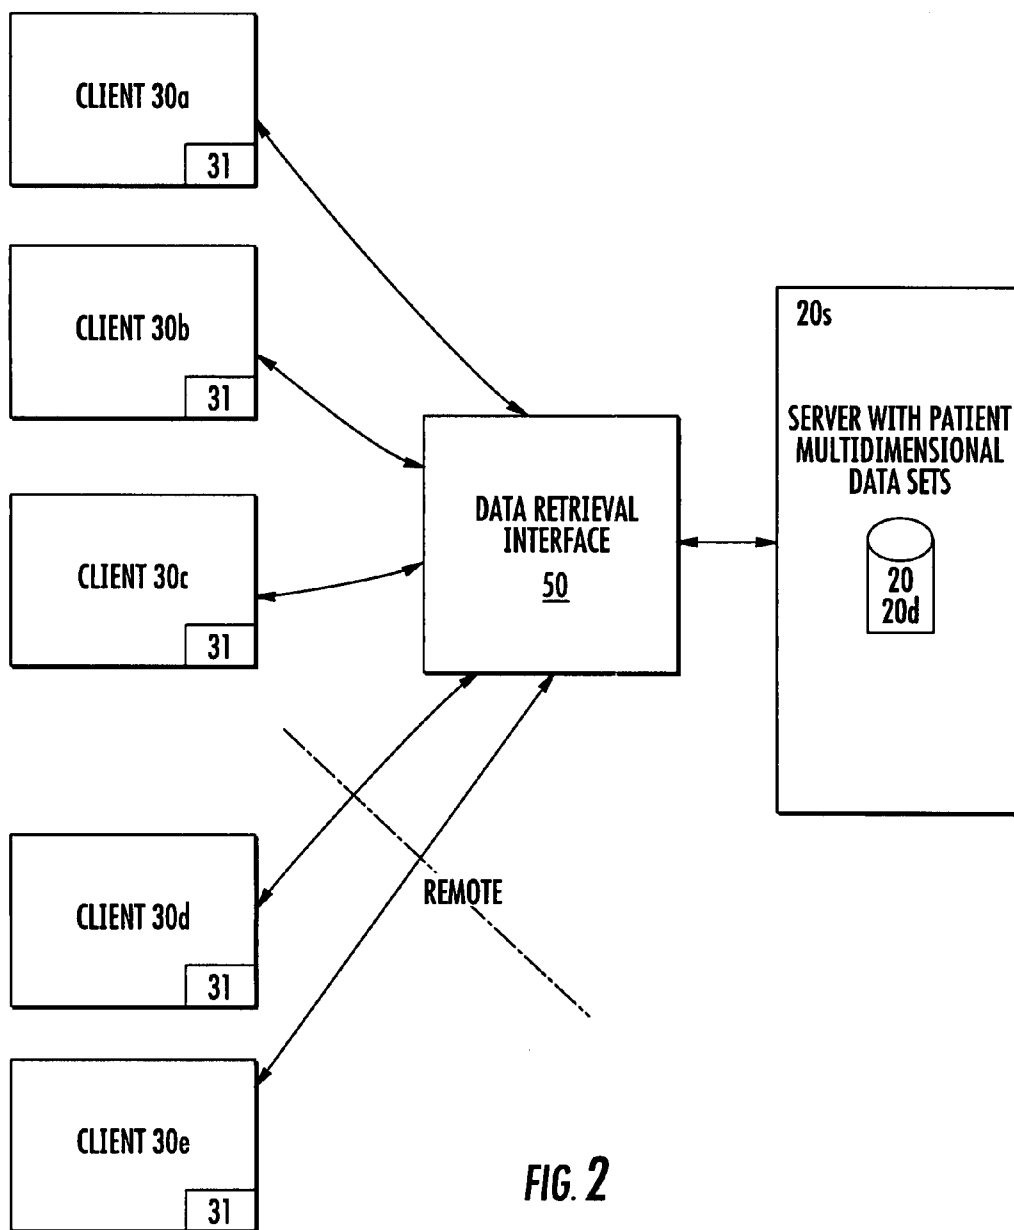 CLIENT 30a
31
CLIENT 30b
31
CLIENT 30c
31
CLIENT 30d
31
CLIENT 30e
31
DATA RETRIEVAL
INTERFACE
50
REMOTE
20s
SERVER WITH PATIENT
MULTIDIMENSIONAL
DATA SETS
20
20d
FIG. 2